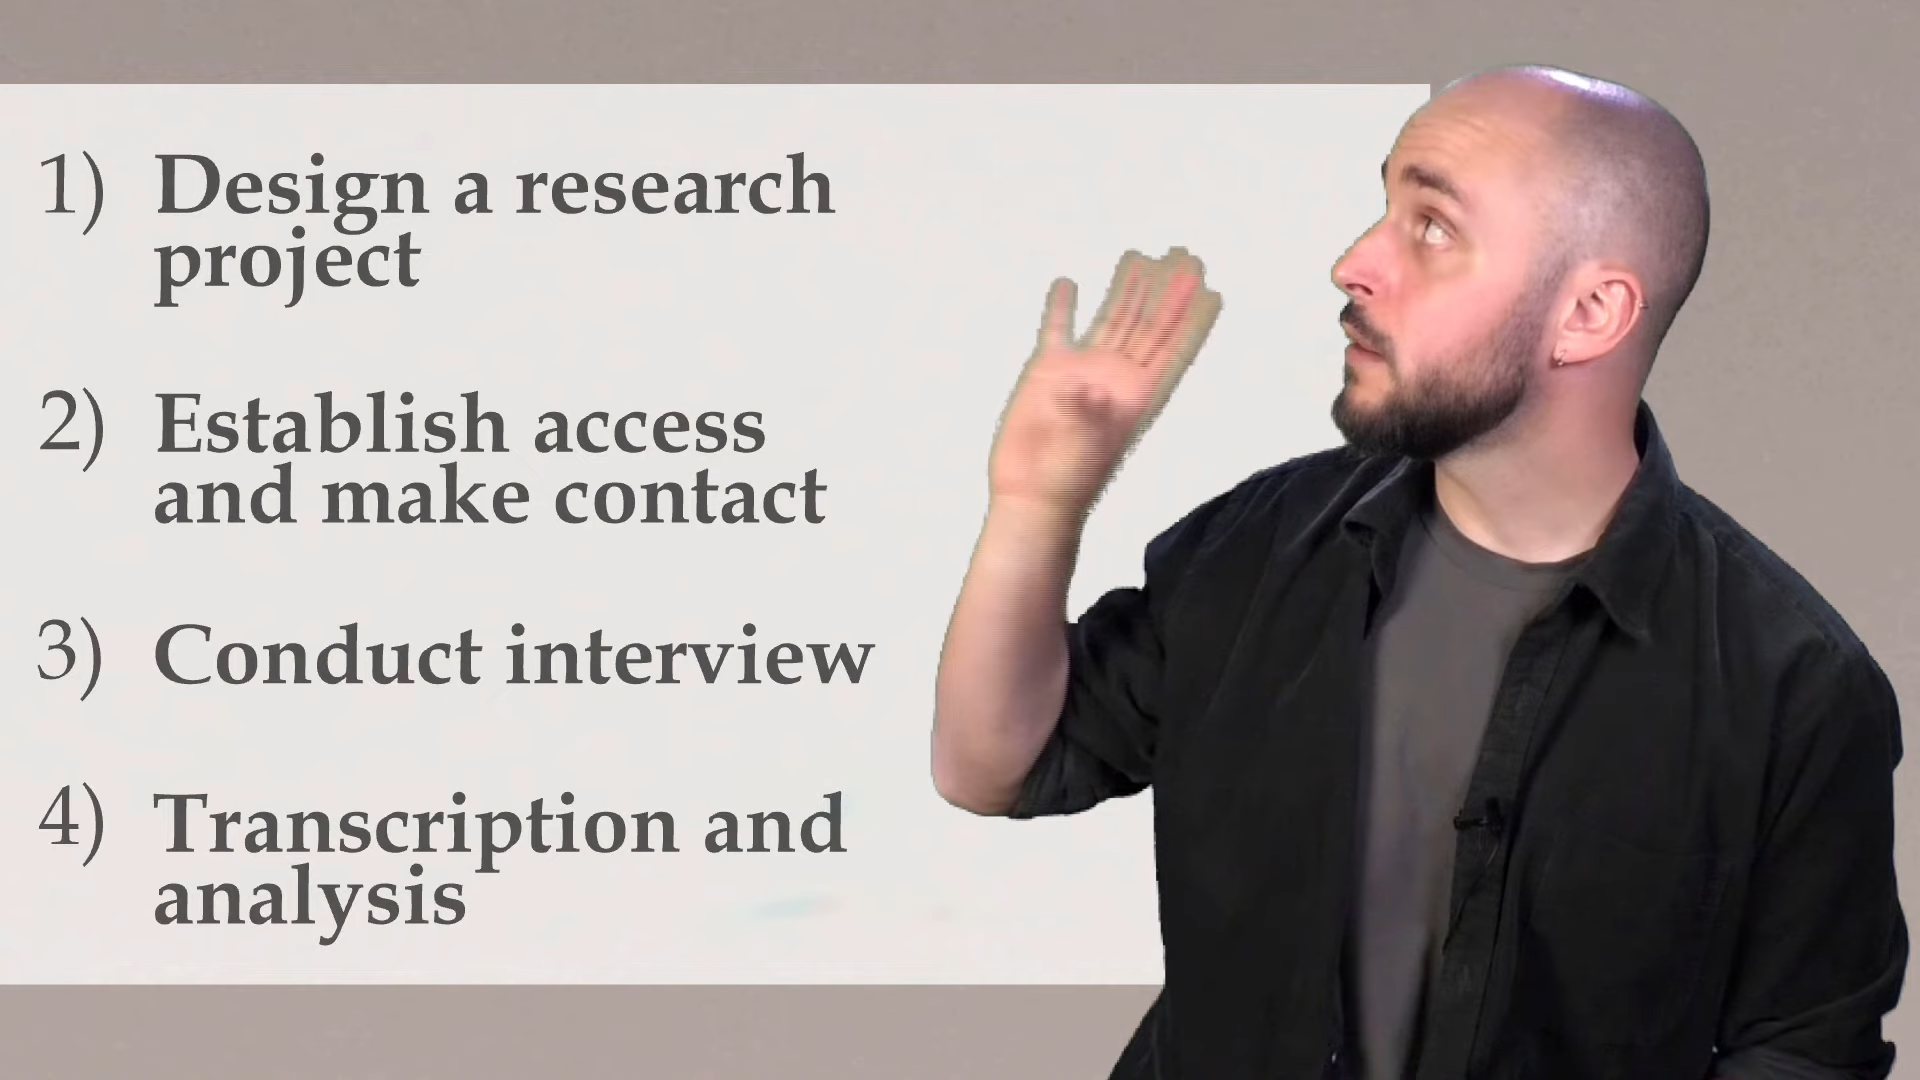 1) Design a research
project
2) Establish access
and make contact
3) Conduct interview
4) Transcription and
analysis